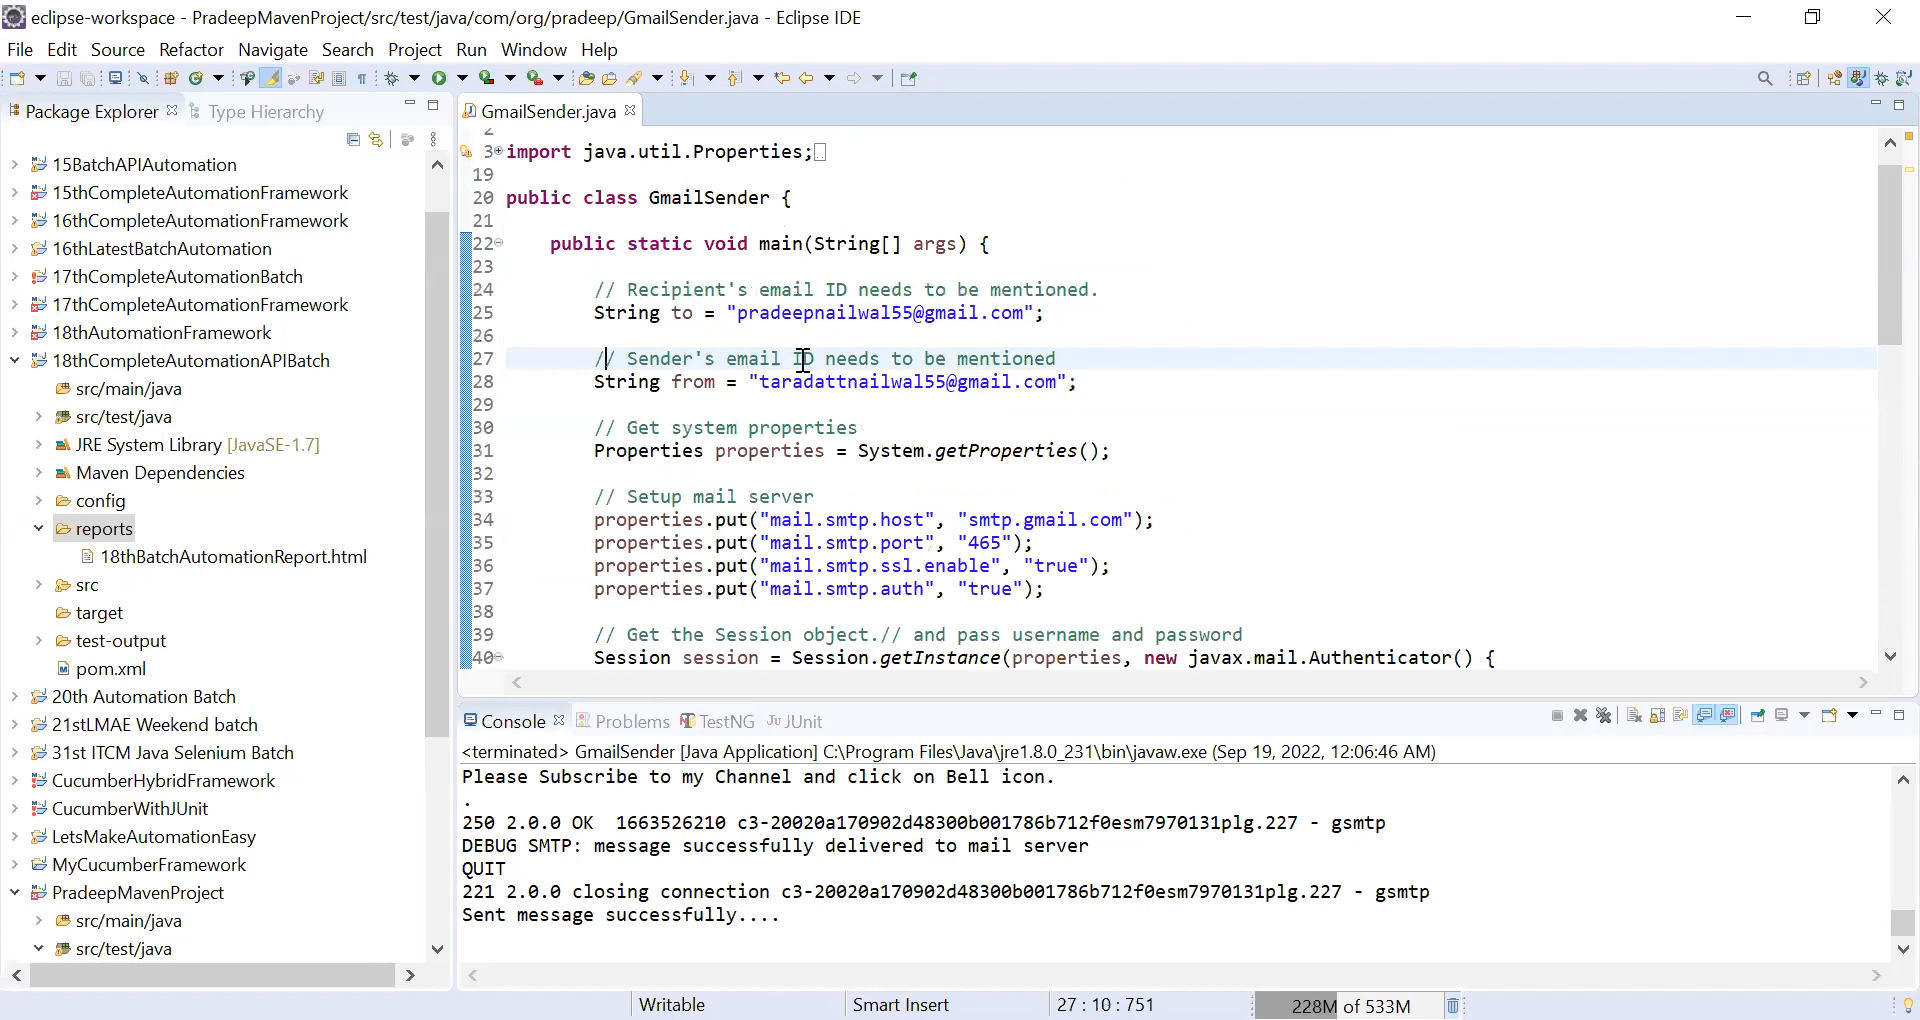 eclipse-workspace - PradeepMavenProject/src/test/java/com/org/pradeep/GmailSender.java - Eclipse IDE
File Edit Source Refactor Navigate Search Project Run Window Help
Package Explorer Type Hierarchy
15BatchAPIAutomation
15thCompleteAutomationFramework
16thCompleteAutomationFramework
16thLatestBatchAutomation
17thCompleteAutomationBatch
17thCompleteAutomationFramework
18thAutomationFramework
18thCompleteAutomationAPIBatch
src/main/java
src/test/java
JRE System Library [JavaSE-1.7]
Maven Dependencies
config
reports
18thBatchAutomationReport.html
src
target
test-output
pom.xml
20th Automation Batch
21stLMAE Weekend batch
31st ITCM Java Selenium Batch
CucumberHybridFramework
CucumberWithJUnit
LetsMakeAutomationEasy
MyCucumberFramework
PradeepMavenProject
src/main/java
src/test/java
GmailSender.java
2
3 import java.util.Properties;
19
20 public class GmailSender {
21
22 public static void main(String[] args) {
23
24 // Recipient's email ID needs to be mentioned.
25 String to = "pradeepnailwal55@gmail.com";
26
27 // Sender's email ID needs to be mentioned
28 String from = "taradattnailwal55@gmail.com";
29
30 // Get system properties
31 Properties properties = System.getProperties();
32
33 // Setup mail server
34 properties.put("mail.smtp.host", "smtp.gmail.com");
35 properties.put("mail.smtp.port", "465");
36 properties.put("mail.smtp.ssl.enable", "true");
37 properties.put("mail.smtp.auth", "true");
38
39 // Get the Session object.// and pass username and password
40 Session session = Session.getInstance(properties, new javax.mail.Authenticator() {
Console Problems TestNG JUnit
<terminated> GmailSender [Java Application] C:\Program Files\Java\jre1.8.0_231\bin\javaw.exe (Sep 19, 2022, 12:06:46 AM)
Please Subscribe to my Channel and click on Bell icon.
.
250 2.0.0 OK  1663526210 c3-20020a170902d48300b001786b712f0esm7970131plg.227 - gsmtp
DEBUG SMTP: message successfully delivered to mail server
QUIT
221 2.0.0 closing connection c3-20020a170902d48300b001786b712f0esm7970131plg.227 - gsmtp
Sent message successfully....
Writable Smart Insert 27 : 10 : 751 228M of 533M